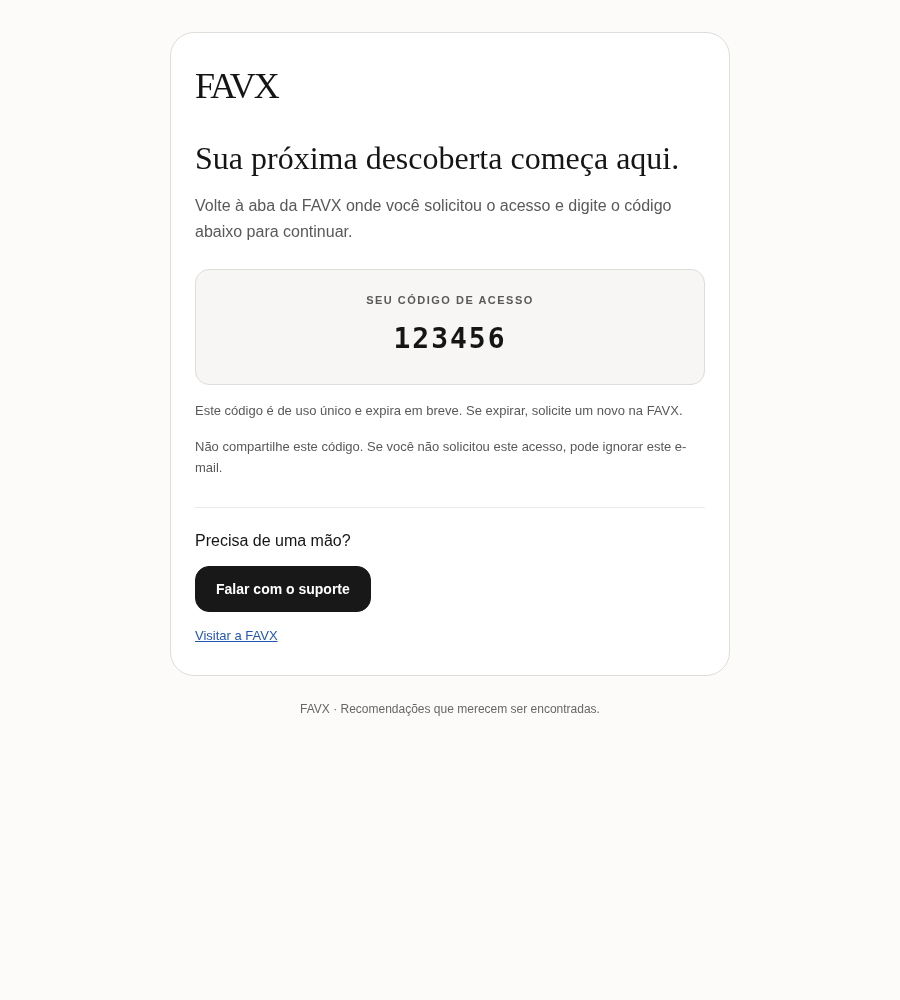 FAVX
Sua próxima descoberta começa aqui.
Volte à aba da FAVX onde você solicitou o acesso e digite o código
abaixo para continuar.
SEU CÓDIGO DE ACESSO
123456
Este código é de uso único e expira em breve. Se expirar, solicite um novo na FAVX.
Não compartilhe este código. Se você não solicitou este acesso, pode ignorar este e-
mail.
Precisa de uma mão?
Falar com o suporte
Visitar a FAVX
FAVX · Recomendações que merecem ser encontradas.